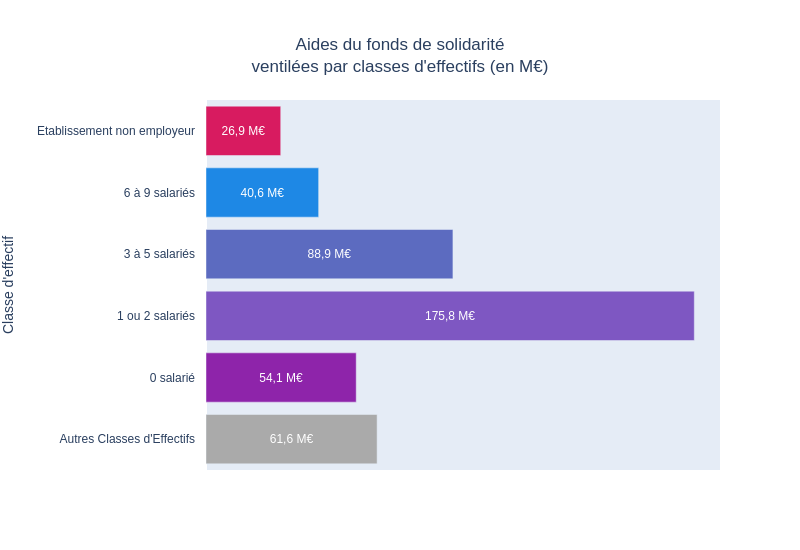 Aides du fonds de solidarité
ventilées par classes d'effectifs (en M€)
Classe d'effectif
Etablissement non employeur
26,9 M€
6 à 9 salariés
40,6 M€
3 à 5 salariés
88,9 M€
1 ou 2 salariés
175,8 M€
0 salarié
54,1 M€
Autres Classes d'Effectifs
61,6 M€